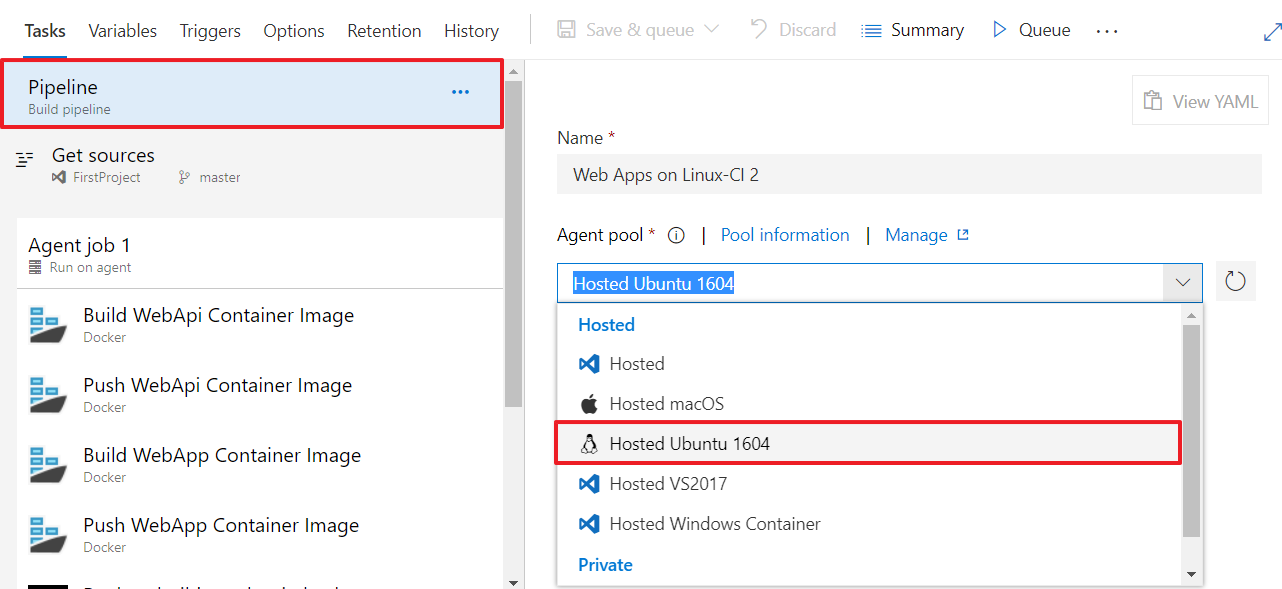 Tasks Variables Triggers Options Retention History Save & queue Discard Summary Queue ...
Pipeline ...
Build pipeline
Get sources
FirstProject master
Agent job 1
Run on agent
Build WebApi Container Image
Docker
Push WebApi Container Image
Docker
Build WebApp Container Image
Docker
Push WebApp Container Image
Docker
View YAML
Name *
Web Apps on Linux-CI 2
Agent pool * | Pool information | Manage
Hosted Ubuntu 1604
Hosted
Hosted
Hosted macOS
Hosted Ubuntu 1604
Hosted VS2017
Hosted Windows Container
Private